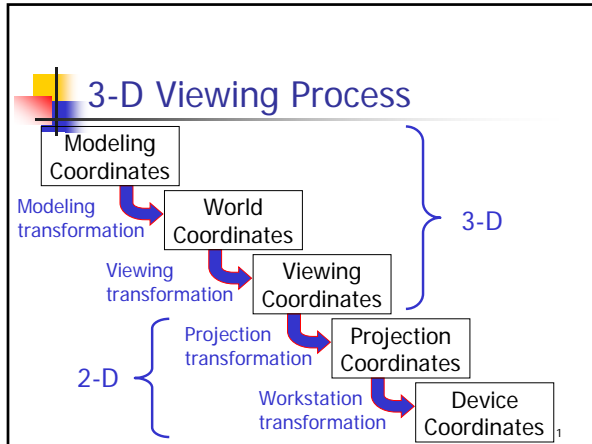 3-D Viewing Process
Modeling
Coordinates
Modeling
transformation
World
Coordinates
3-D
Viewing
transformation
Viewing
Coordinates
Projection
transformation
Projection
Coordinates
2-D
Workstation
transformation
Device
Coordinates
1